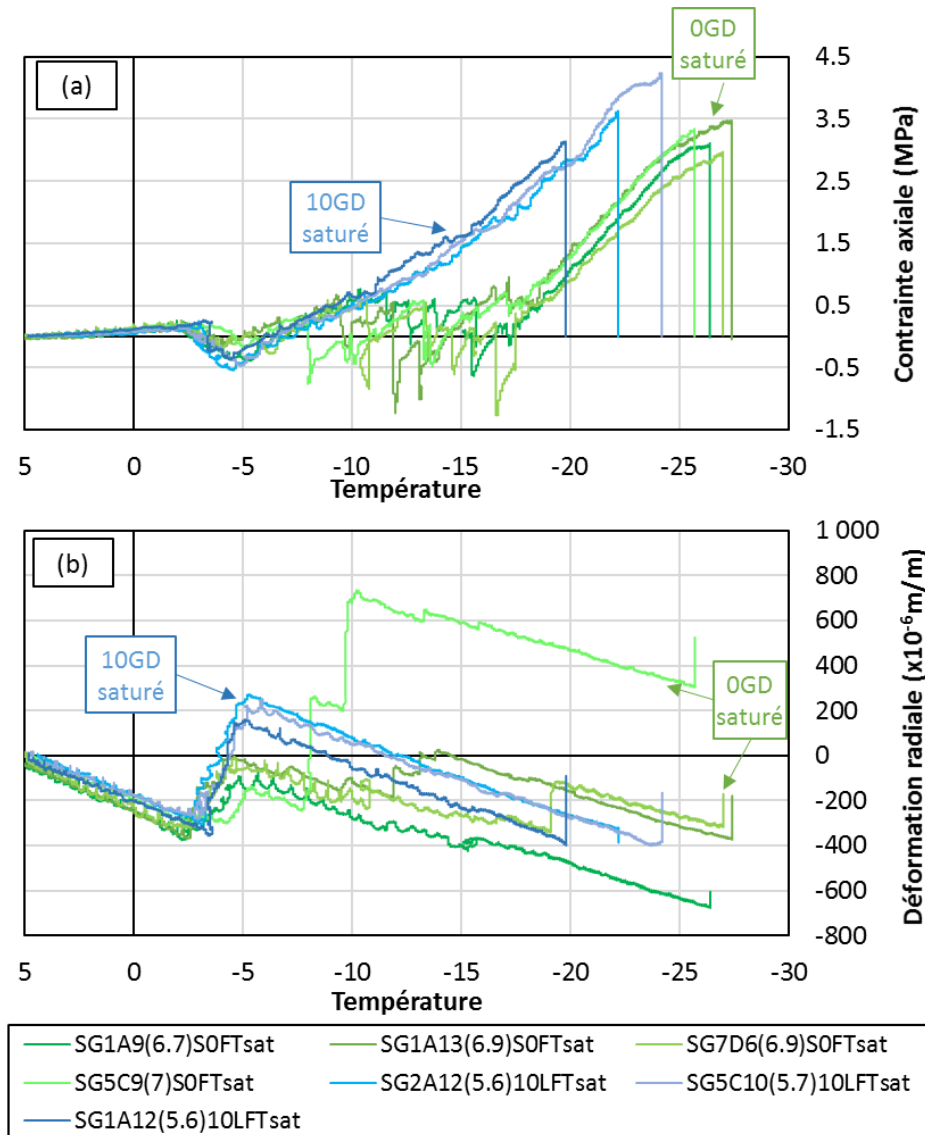 (a)
0GD
saturé
10GD
saturé
4.5
3.5
2.5
1.5
0.5
-0.5
-1.5
Contrainte axiale (MPa)
5 0 -5 -10 -15 -20 -25 -30
Température
(b)
10GD
saturé
0GD
saturé
1 000
800
600
400
200
0
-200
-400
-600
-800
Déformation radiale (x10⁻⁶m/m)
5 0 -5 -10 -15 -20 -25 -30
Température
SG1A9(6.7)S0FTsat SG1A13(6.9)S0FTsat SG7D6(6.9)S0FTsat
SG5C9(7)S0FTsat SG2A12(5.6)10LFTsat SG5C10(5.7)10LFTsat
SG1A12(5.6)10LFTsat